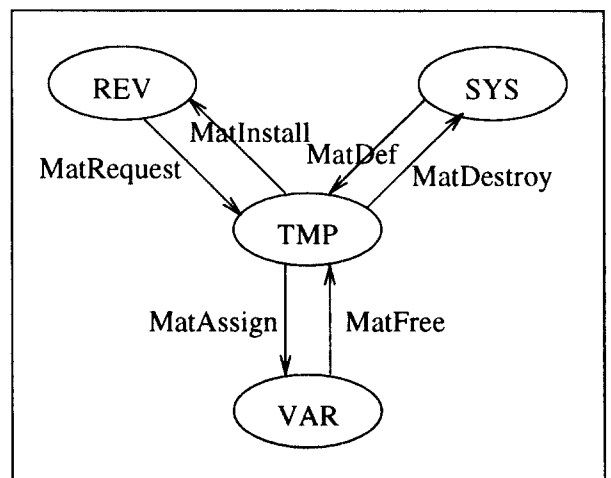 REV
SYS
MatInstall
MatDef
MatRequest
MatDestroy
TMP
MatAssign
MatFree
VAR